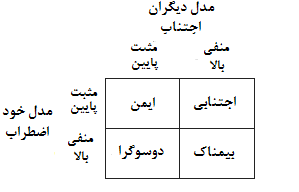 مدل دیگران
اجتناب
مثبت
پایین
منفی
بالا
مدل خود
اضطراب
مثبت
پایین
ایمن
اجتنابی
منفی
بالا
دوسوگرا
بیمناک